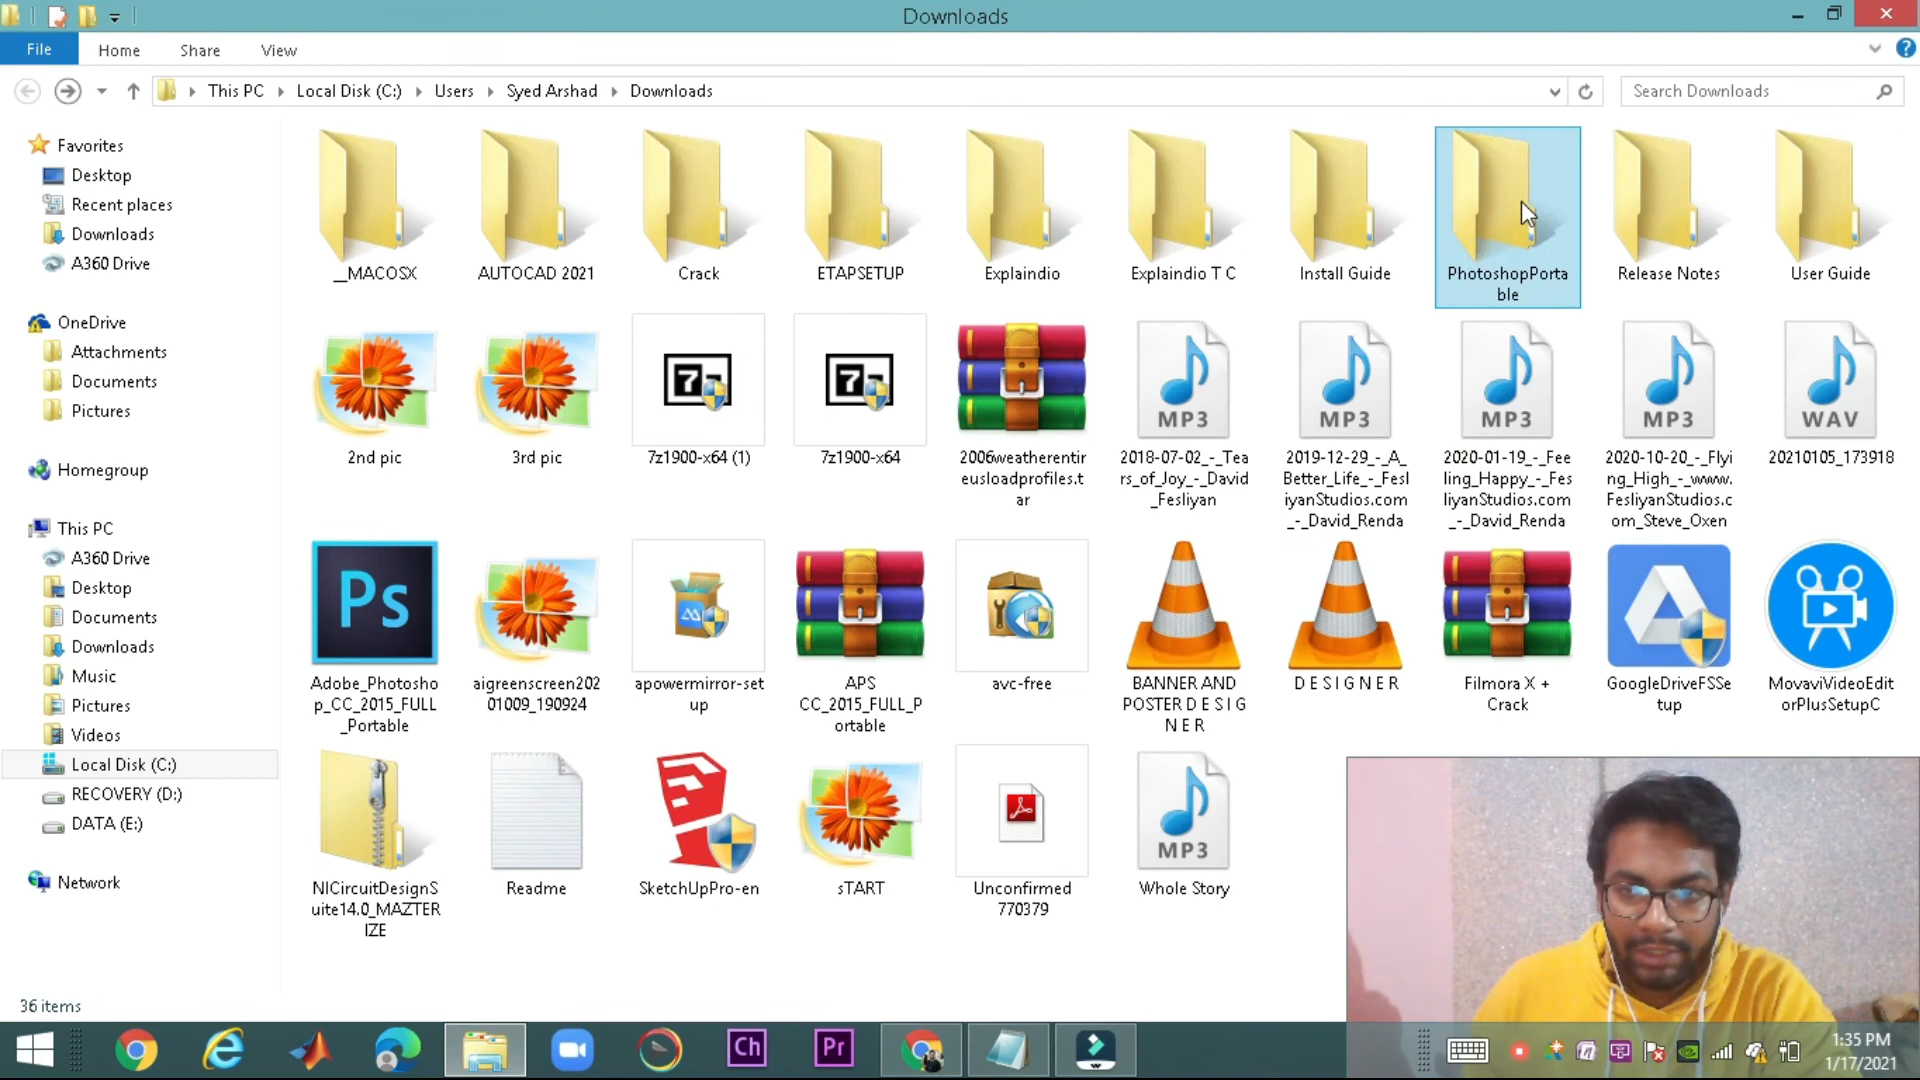 Downloads
File Home Share View
This PC Local Disk (C:) Users Syed Arshad Downloads
Search Downloads
Favorites
Desktop
Recent places
Downloads
A360 Drive
OneDrive
Attachments
Documents
Pictures
Homegroup
This PC
A360 Drive
Desktop
Documents
Downloads
Music
Pictures
Videos
Local Disk (C:)
RECOVERY (D:)
DATA (E:)
Network
__MACOSX
AUTOCAD 2021
Crack
ETAPSETUP
Explaindio
Explaindio T C
Install Guide
PhotoshopPorta
ble
Release Notes
User Guide
2nd pic
3rd pic
7z
7z1900-x64 (1)
7z
7z1900-x64
2006weatherentir
eusloadprofiles.t
ar
MP3
2018-07-02_-_Tea
rs_of_Joy_-_David
_Fesliyan
MP3
2019-12-29_-_A_
Better_Life_-_Fesl
iyanStudios.com
_-_David_Renda
MP3
2020-01-19_-_Fee
ling_Happy_-_Fes
liyanStudios.com
_-_David_Renda
MP3
2020-10-20_-_Flyi
ng_High_-_www.
FesliyanStudios.c
om_Steve_Oxen
WAV
20210105_173918
Ps
Adobe_Photosho
p_CC_2015_FULL
_Portable
aigreenscreen202
01009_190924
apowermirror-set
up
APS
CC_2015_FULL_P
ortable
avc-free
BANNER AND
POSTER D E S I G
N E R
D E S I G N E R
Filmora X +
Crack
GoogleDriveFSSe
tup
MovaviVideoEdit
orPlusSetupC
NICircuitDesignS
uite14.0_MAZTER
IZE
Readme
SketchUpPro-en
sTART
Unconfirmed
770379
MP3
Whole Story
36 items
Ch
Pr
1:35 PM
1/17/2021